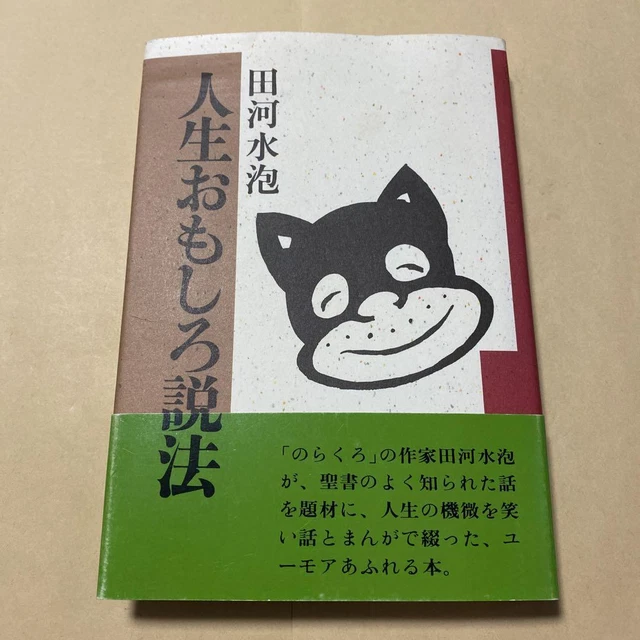 田河水泡
人生おもしろ説法
「のらくろ」の作家田河水泡
が、聖書のよく知られた話
を題材に、人生の機微を笑
い話とまんがで綴った、ユ
ーモアあふれる本。